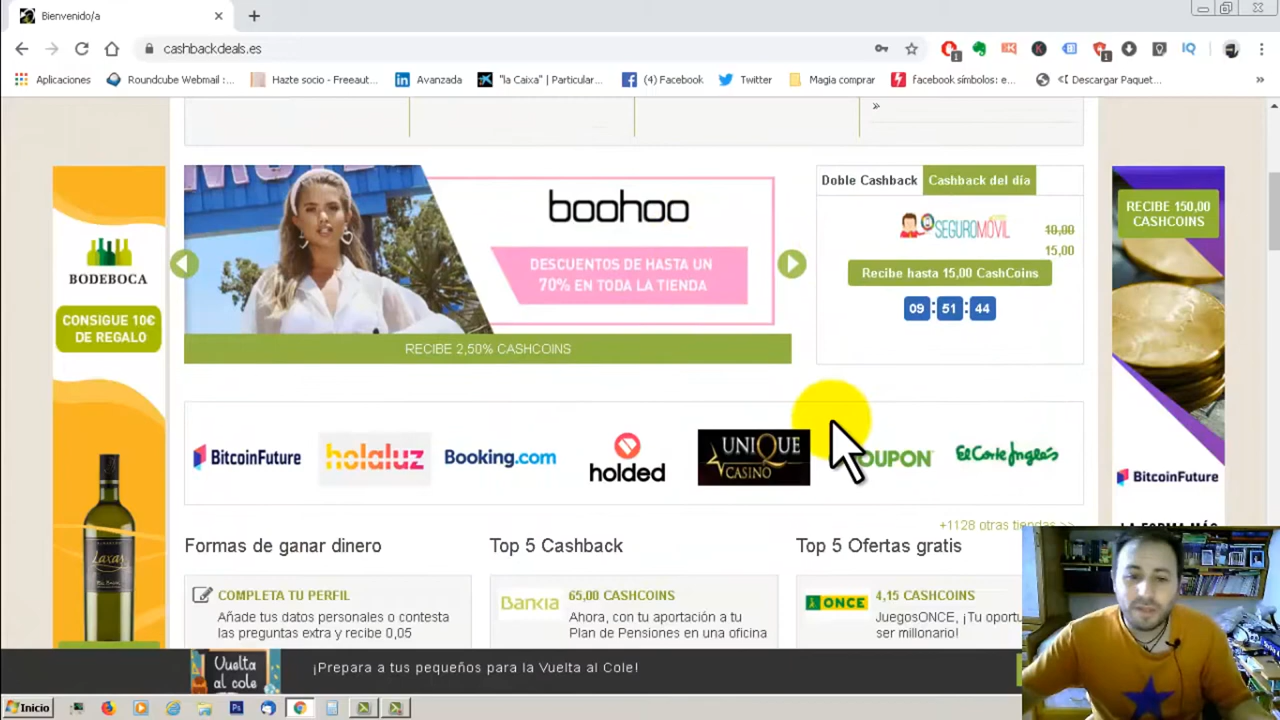 Bienvenido/a
cashbackdeals.es
1
1
IQ
Aplicaciones
Roundcube Webmail :...
Hazte socio - Freeaut...
Avanzada
"la Caixa" | Particular...
(4) Facebook
Twitter
Magia comprar
facebook símbolos: e...
Descargar Paquet...
»
»
BODEBOCA
CONSIGUE 10€
DE REGALO
boohoo
DESCUENTOS DE HASTA UN
70% EN TODA LA TIENDA
RECIBE 2,50% CASHCOINS
Doble Cashback
Cashback del día
SEGUROMÓVIL
10,00
15,00
Recibe hasta 15,00 CashCoins
09:51:44
RECIBE 150,00
CASHCOINS
BitcoinFuture
BitcoinFuture
holaluz
Booking.com
holded
UNIQUE
CASINO
OUPON
El Corte Inglés
+1128 otras tiendas >>
Formas de ganar dinero
COMPLETA TU PERFIL
Añade tus datos personales o contesta
las preguntas extra y recibe 0,05
Top 5 Cashback
Bankia
65,00 CASHCOINS
Ahora, con tu aportación a tu
Plan de Pensiones en una oficina
Top 5 Ofertas gratis
ONCE
4,15 CASHCOINS
JuegosONCE, ¡Tu oportu
ser millonario!
Laxas
Vuelta
al cole
¡Prepara a tus pequeños para la Vuelta al Cole!
Inicio